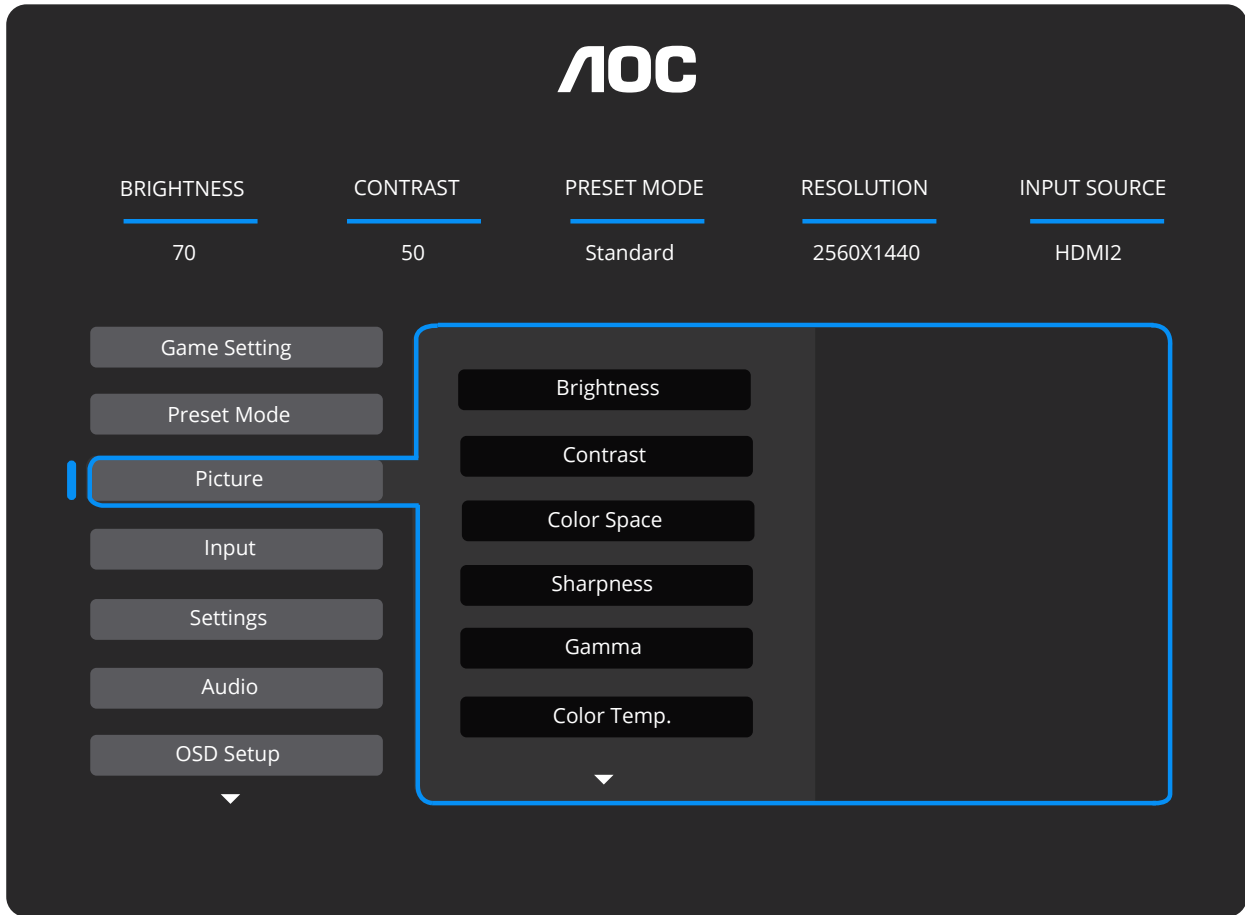 AOC
BRIGHTNESS CONTRAST PRESET MODE RESOLUTION INPUT SOURCE
70 50 Standard 2560X1440 HDMI2
Game Setting
Preset Mode
Picture
Input
Settings
Audio
OSD Setup
Brightness
Contrast
Color Space
Sharpness
Gamma
Color Temp.